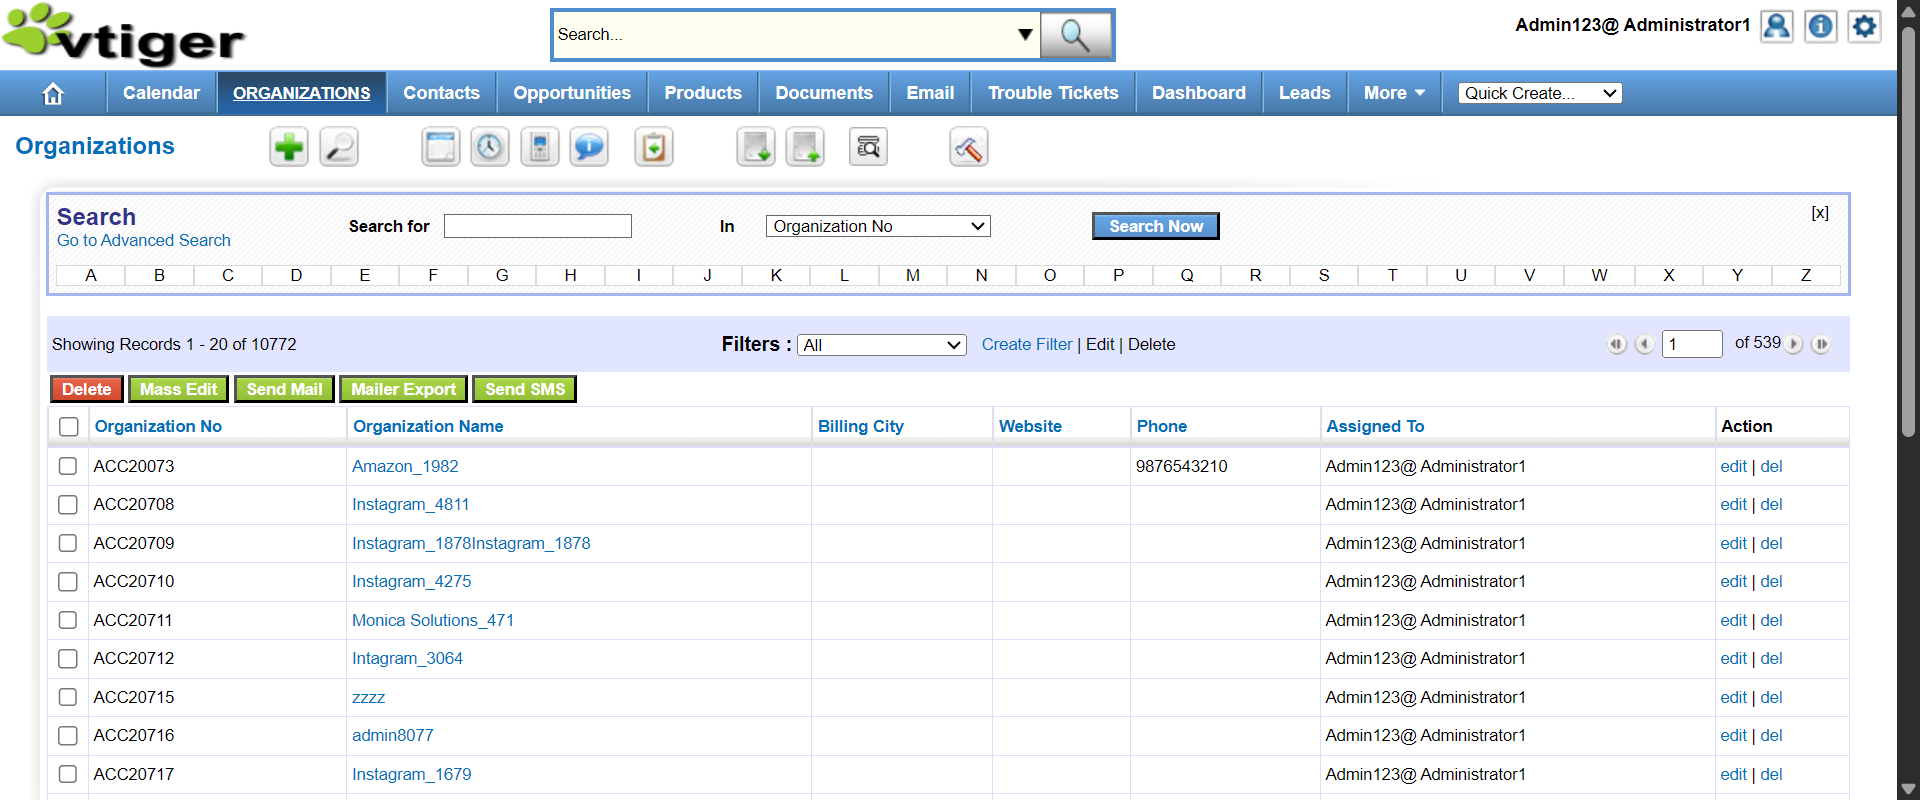 vtiger
Search...
Admin123@ Administrator1
Calendar
ORGANIZATIONS
Contacts
Opportunities
Products
Documents
Email
Trouble Tickets
Dashboard
Leads
More
Quick Create...
Organizations
Search
Go to Advanced Search
Search for
In
Organization No
Search Now
[x]
A B C D E F G H I J K L M N O P Q R S T U V W X Y Z
Showing Records 1 - 20 of 10772
Filters : All
Create Filter | Edit | Delete
1 of 539
Delete
Mass Edit
Send Mail
Mailer Export
Send SMS
Organization No Organization Name Billing City Website Phone Assigned To Action
ACC20073 Amazon_1982 9876543210 Admin123@ Administrator1 edit | del
ACC20708 Instagram_4811 Admin123@ Administrator1 edit | del
ACC20709 Instagram_1878Instagram_1878 Admin123@ Administrator1 edit | del
ACC20710 Instagram_4275 Admin123@ Administrator1 edit | del
ACC20711 Monica Solutions_471 Admin123@ Administrator1 edit | del
ACC20712 Intagram_3064 Admin123@ Administrator1 edit | del
ACC20715 zzzz Admin123@ Administrator1 edit | del
ACC20716 admin8077 Admin123@ Administrator1 edit | del
ACC20717 Instagram_1679 Admin123@ Administrator1 edit | del